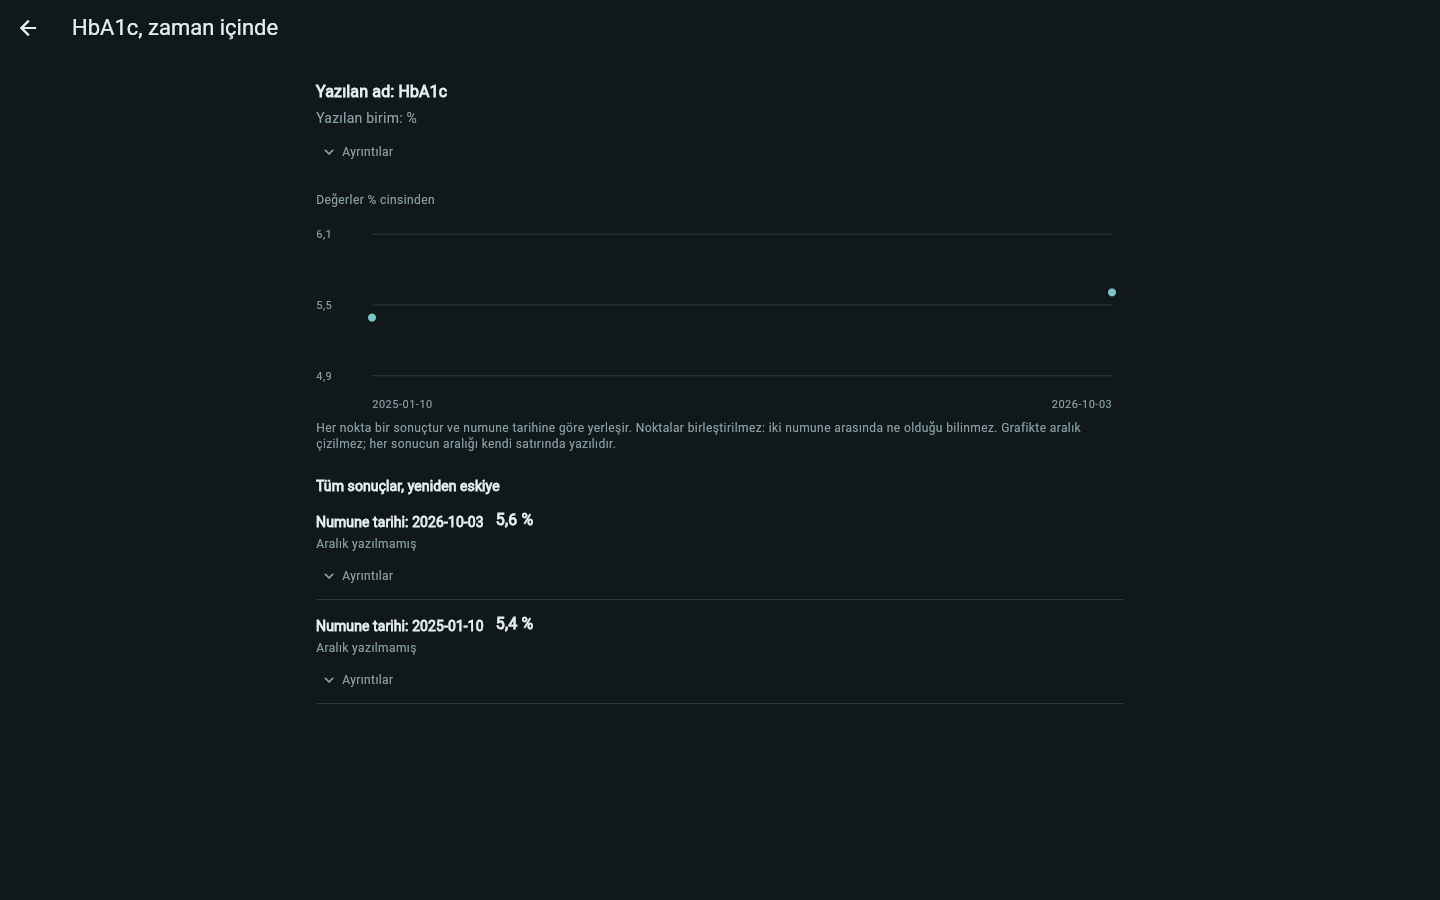 HbA1c, zaman içinde
Yazılan ad: HbA1c
Yazılan birim: %
Ayrıntılar
Değerler % cinsinden
6,1
5,5
4,9
2025-01-10
2026-10-03
Her nokta bir sonuçtur ve numune tarihine göre yerleşir. Noktalar birleştirilmez: iki numune arasında ne olduğu bilinmez. Grafikte aralık
çizilmez; her sonucun aralığı kendi satırında yazılıdır.
Tüm sonuçlar, yeniden eskiye
Numune tarihi: 2026-10-03 5,6 %
Aralık yazılmamış
Ayrıntılar
Numune tarihi: 2025-01-10 5,4 %
Aralık yazılmamış
Ayrıntılar